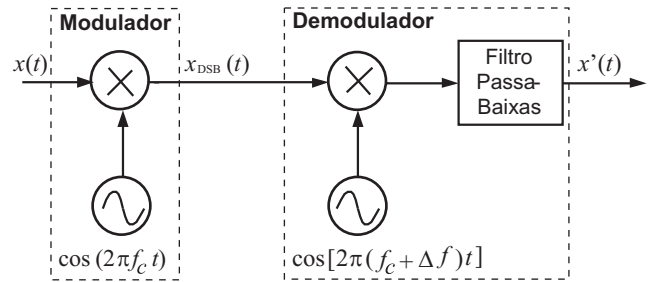 Modulador
Demodulador
x(t)
x_DSB(t)
Filtro
Passa-
Baixas
x’(t)
cos (2πf_c t)
cos[2π(f_c + Δf)t]